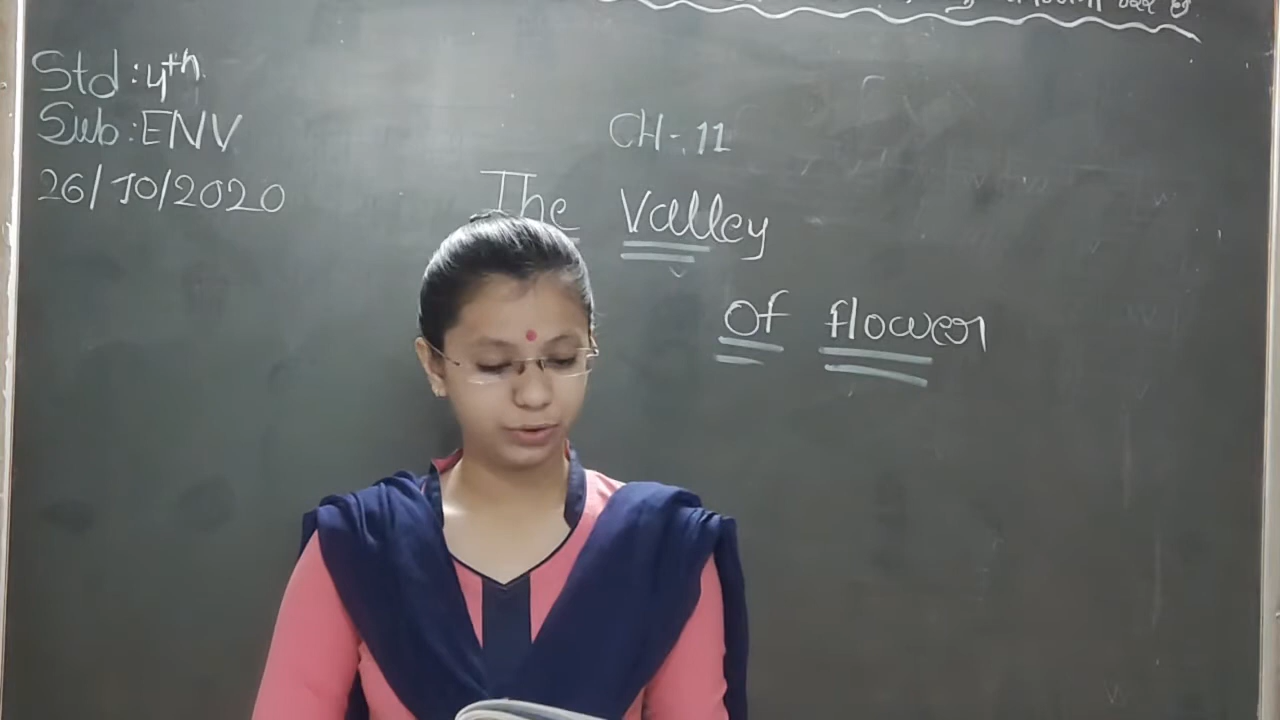 Std : 4th
Sub : ENV
26/10/2020
CH-. 11
The Valley
of flower